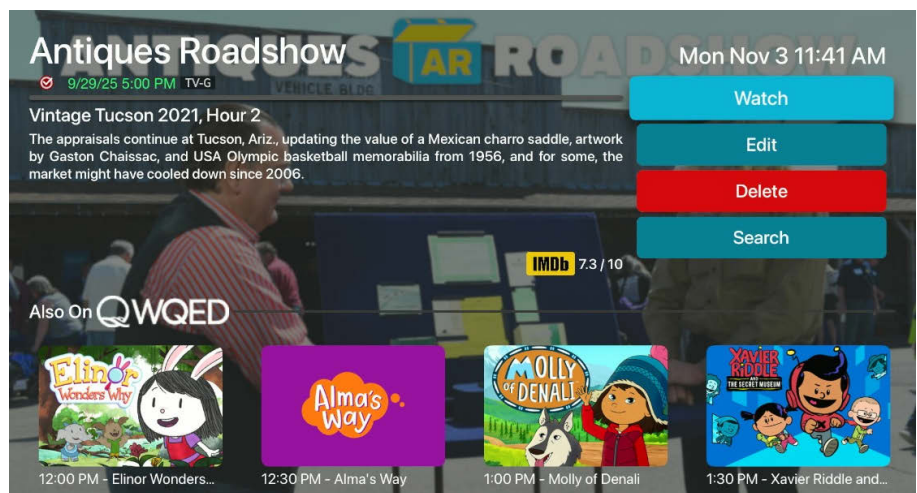 Antiques Roadshow
ANTIQUES AR ROADSHOW
Mon Nov 3 11:41 AM
9/29/25 5:00 PM TV-G
VEHICLE BLDG
Vintage Tucson 2021, Hour 2
The appraisals continue at Tucson, Ariz., updating the value of a Mexican charro saddle, artwork
by Gaston Chaissac, and USA Olympic basketball memorabilia from 1956, and for some, the
market might have cooled down since 2006.
Watch
Edit
Delete
Search
IMDb 7.3 / 10
Also On WQED
Elinor
Wonders Why
Alma's
Way
MOLLY
OF DENALI
XAVIER
RIDDLE
AND
THE SECRET MUSEUM
12:00 PM - Elinor Wonders...
12:30 PM - Alma's Way
1:00 PM - Molly of Denali
1:30 PM - Xavier Riddle and...